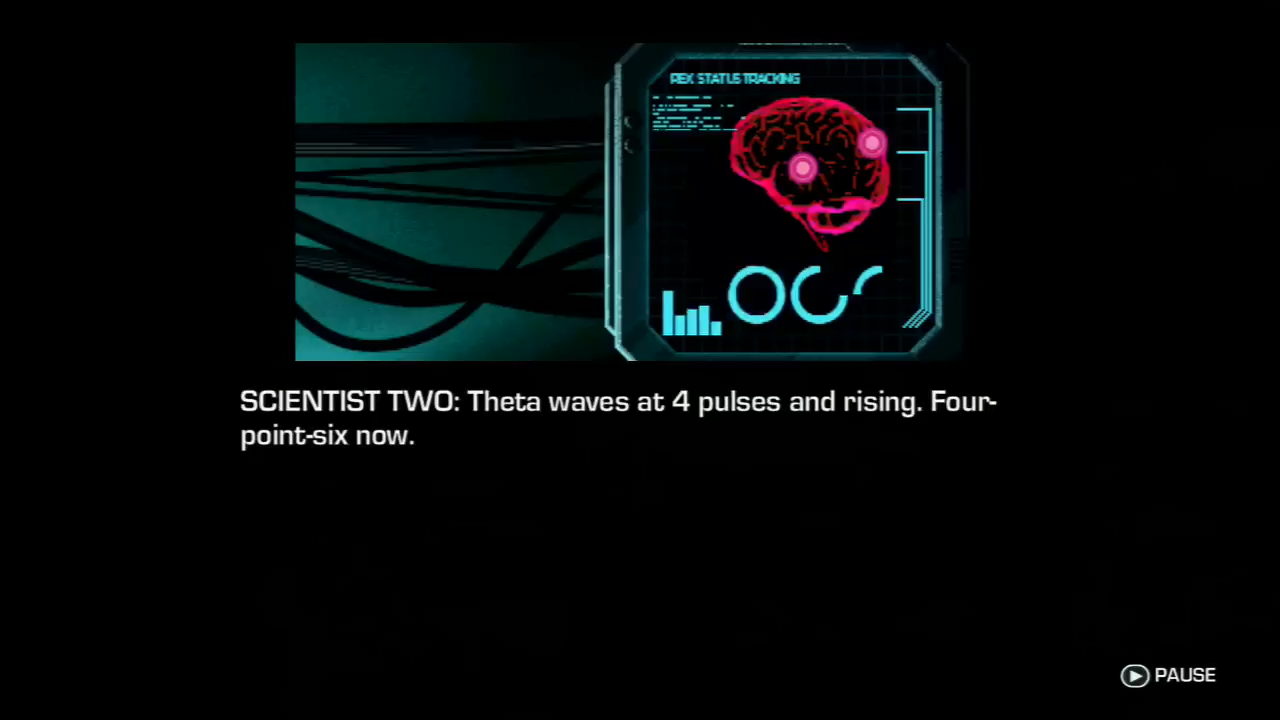 REX STATUS TRACKING
SCIENTIST TWO: Theta waves at 4 pulses and rising. Four-
point-six now.
PAUSE